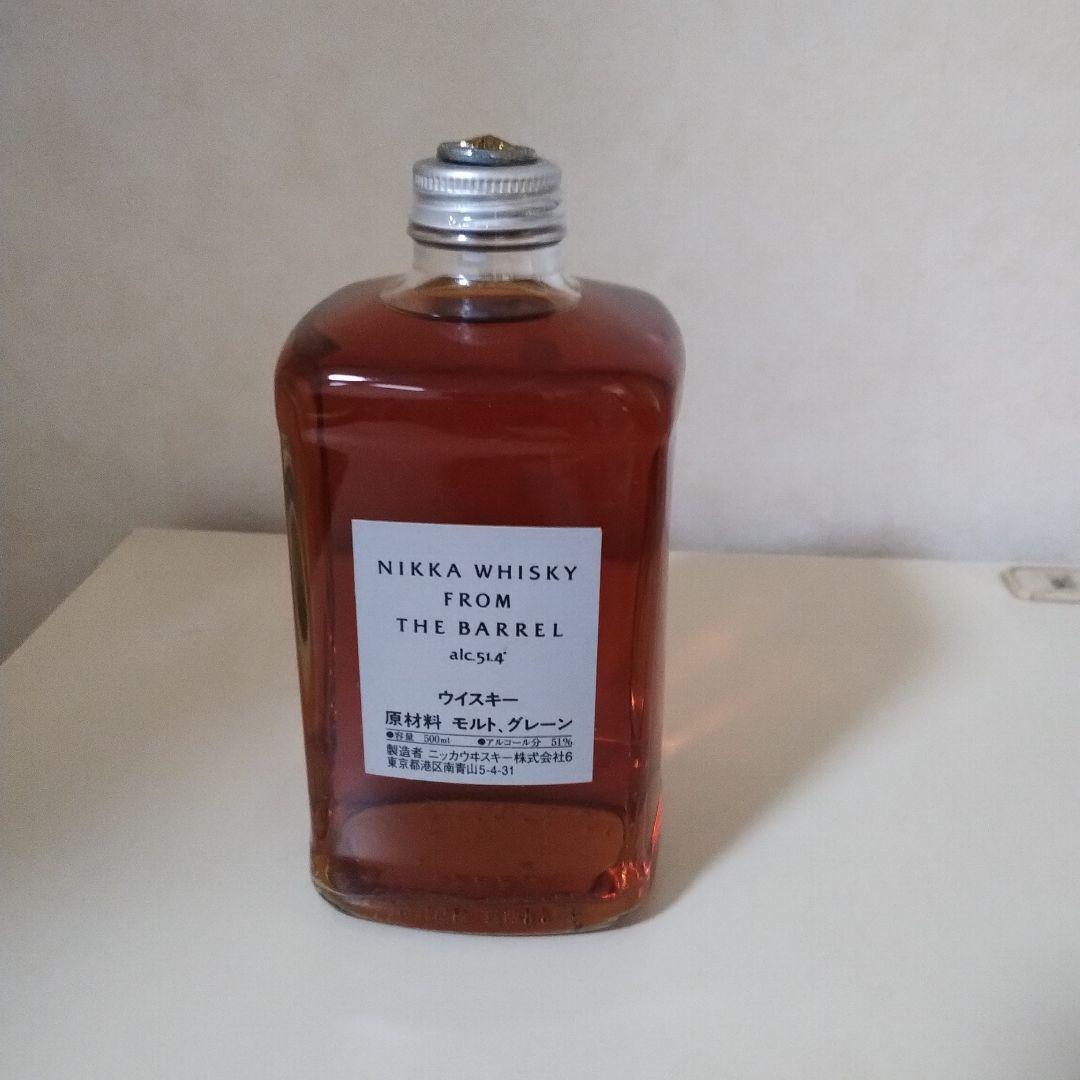 NIKKA WHISKY
FROM
THE BARREL
alc.51.4°
ウイスキー
原材料 モルト、グレーン
●容量 500ml ●アルコール分 51%
製造者 ニッカウヰスキー株式会社6
東京都港区南青山5-4-31